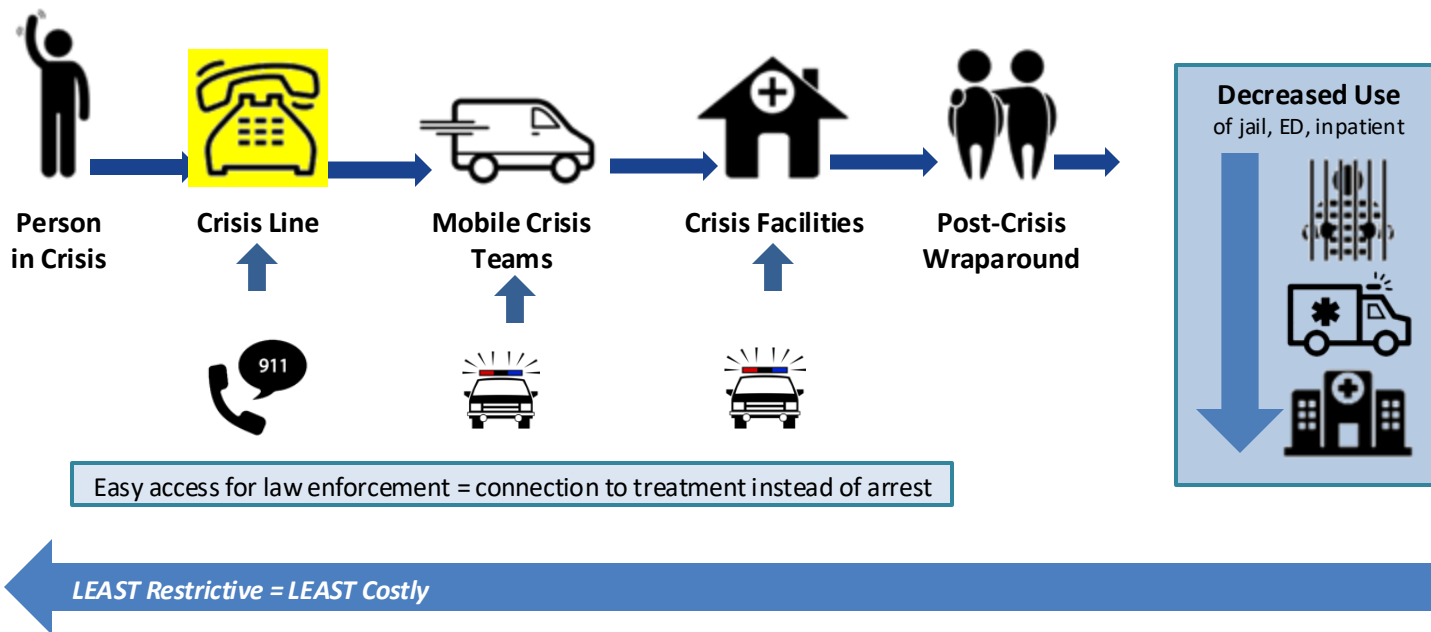 Decreased Use
of jail, ED, inpatient
Person
in Crisis
Crisis Line
Mobile Crisis
Teams
Crisis Facilities
Post-Crisis
Wraparound
911
Easy access for law enforcement = connection to treatment instead of arrest
LEAST Restrictive = LEAST Costly